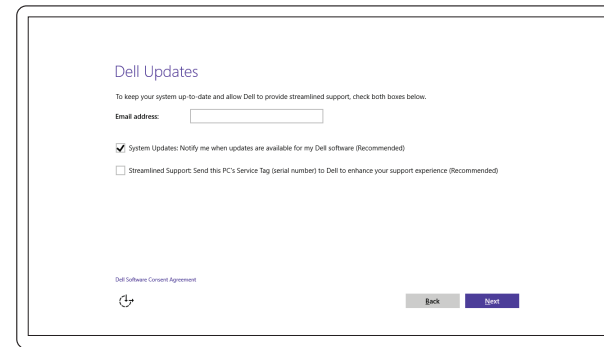 Dell Updates
To keep your system up-to-date and allow Dell to provide streamlined support, check both boxes below.
Email address:
System Updates: Notify me when updates are available for my Dell software (Recommended)
Streamlined Support: Send this PC's Service Tag (serial number) to Dell to enhance your support experience (Recommended)
Dell Software Consent Agreement
Back Next